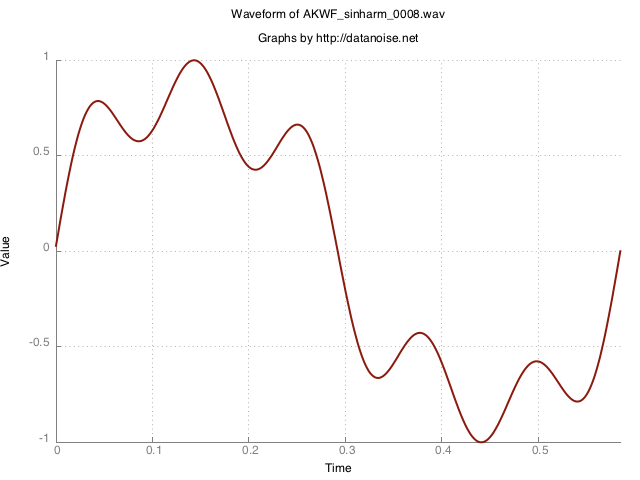 Waveform of AKWF_sinharm_0008.wav
Graphs by http://datanoise.net
1
0.5
0
-0.5
-1
Value
0 0.1 0.2 0.3 0.4 0.5
Time